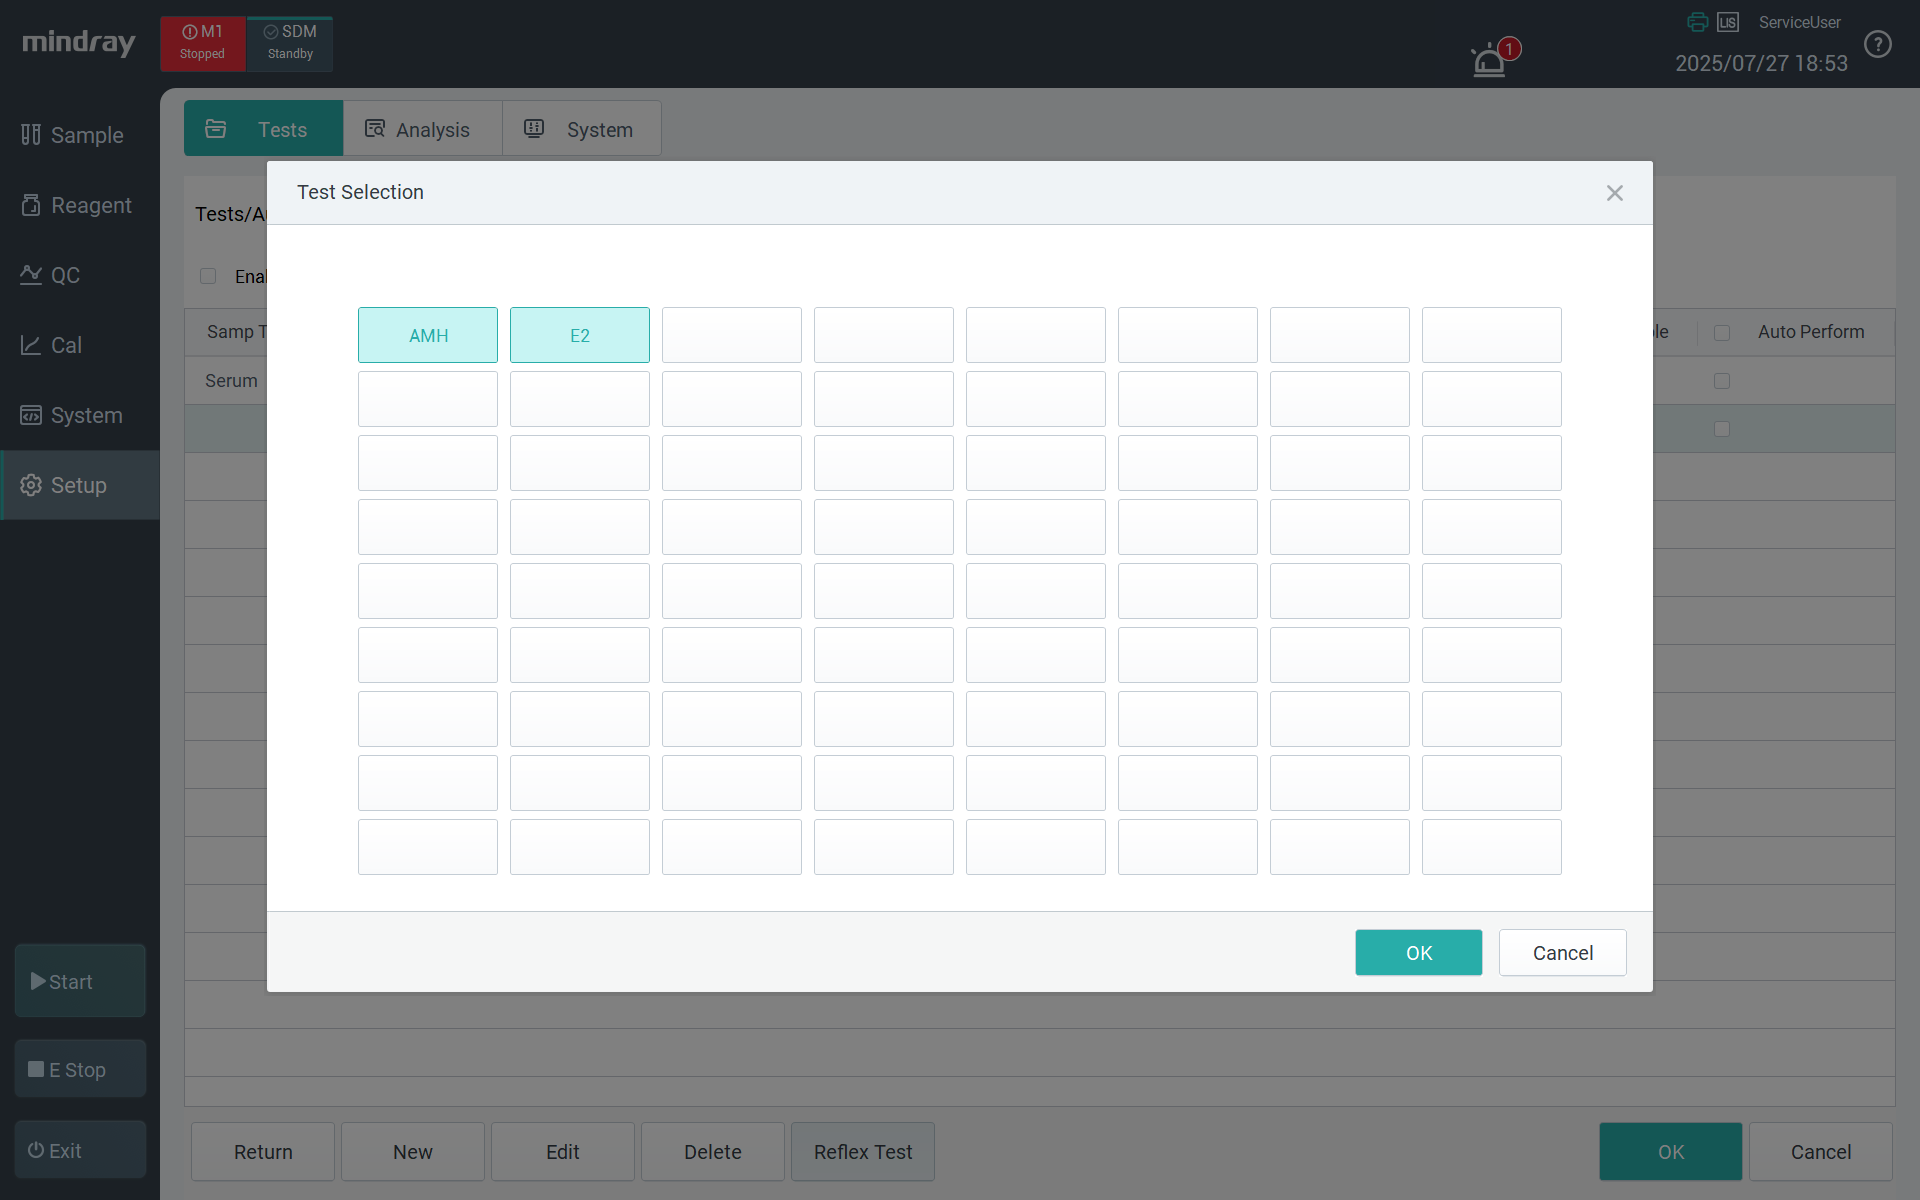 mindray
M1
Stopped
SDM
Standby
1
LIS
ServiceUser
2025/07/27 18:53
?
Sample
Reagent
QC
Cal
System
Setup
Start
E Stop
Exit
Tests
Analysis
System
Tests/A
Enal
Samp T
le
Auto Perform
Serum
Test Selection
AMH
E2
OK
Cancel
Return
New
Edit
Delete
Reflex Test
OK
Cancel